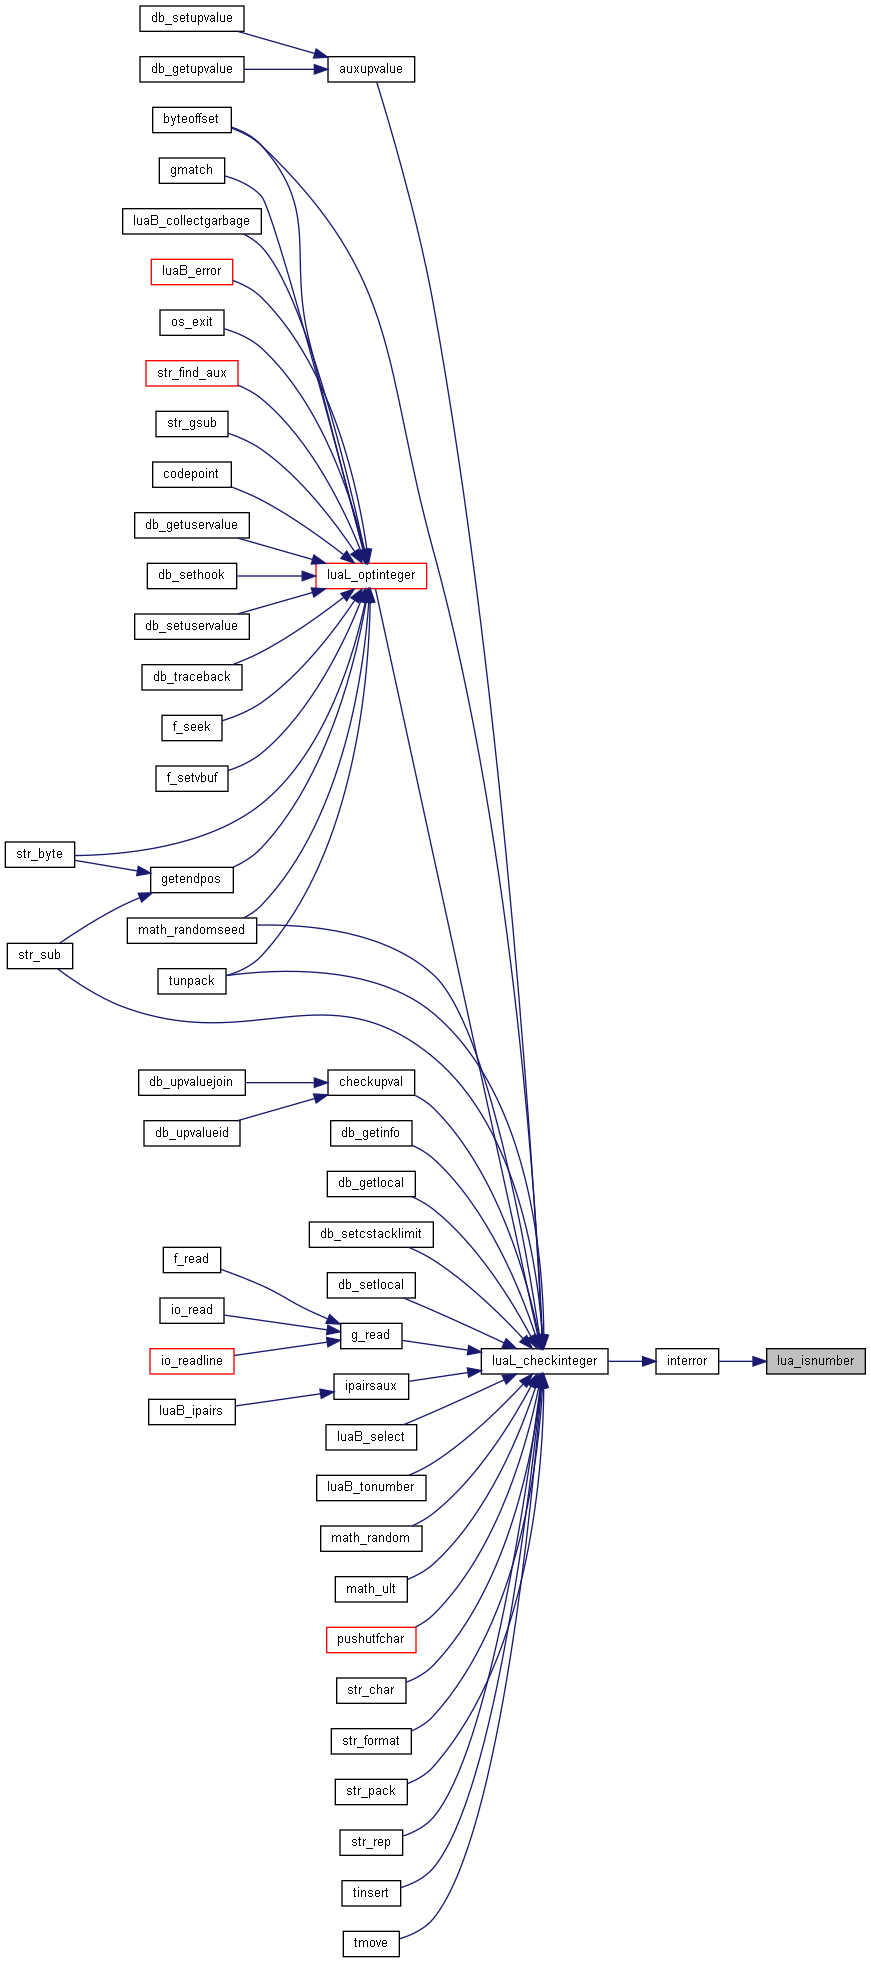 db_setupvalue
db_getupvalue
auxupvalue
byteoffset
gmatch
luaB_collectgarbage
luaB_error
os_exit
str_find_aux
str_gsub
codepoint
db_getuservalue
db_sethook
luaL_optinteger
db_setuservalue
db_traceback
f_seek
f_setvbuf
str_byte
getendpos
math_randomseed
str_sub
tunpack
db_upvaluejoin
checkupval
db_upvalueid
db_getinfo
db_getlocal
db_setcstacklimit
f_read
db_setlocal
io_read
g_read
io_readline
luaL_checkinteger
interror
lua_isnumber
ipairsaux
luaB_ipairs
luaB_select
luaB_tonumber
math_random
math_ult
pushutfchar
str_char
str_format
str_pack
str_rep
tinsert
tmove